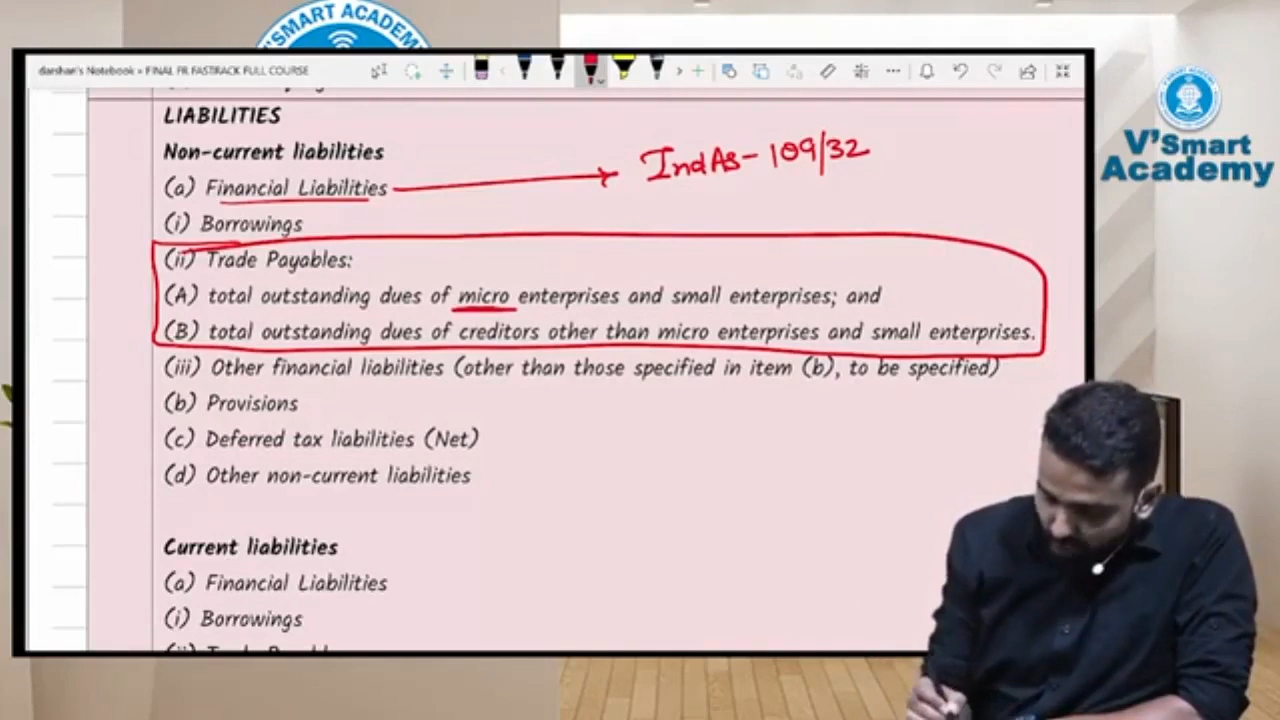 V'SMART ACADEMY
darshan's Notebook » FINAL FR FASTRACK FULL COURSE
LIABILITIES
Non-current liabilities
(a) Financial Liabilities
IndAs-109/32
(i) Borrowings
(ii) Trade Payables:
(A) total outstanding dues of micro enterprises and small enterprises; and
(B) total outstanding dues of creditors other than micro enterprises and small enterprises.
(iii) Other financial liabilities (other than those specified in item (b), to be specified)
(b) Provisions
(c) Deferred tax liabilities (Net)
(d) Other non-current liabilities
Current liabilities
(a) Financial Liabilities
(i) Borrowings
V'Smart
Academy